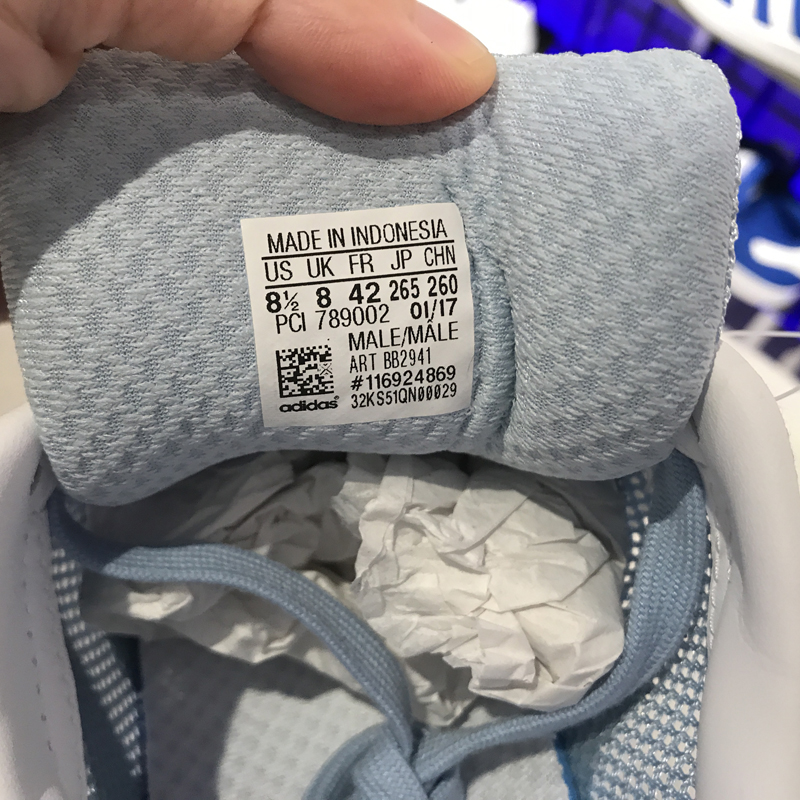 MADE IN INDONESIA
US UK FR JP CHN
8½ 8 42 265 260
PCI 789002 01/17
MALE/MÂLE
ART BB2941
#116924869
adidas® 32KS51QN00029